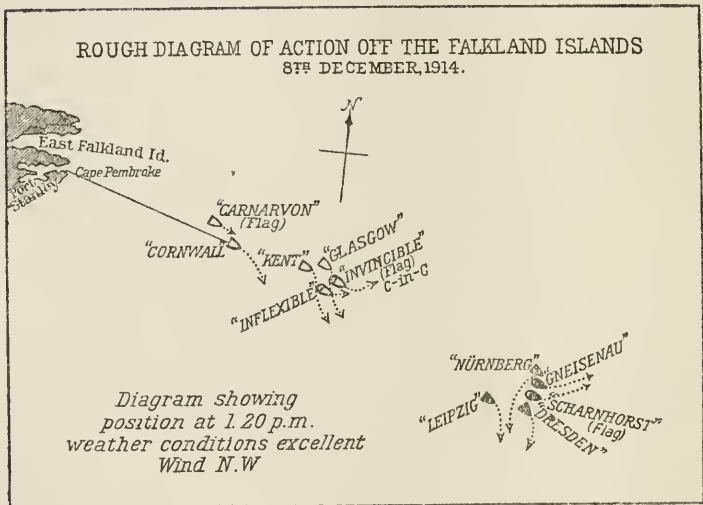 ROUGH DIAGRAM OF ACTION OFF THE FALKLAND ISLANDS
8TH DECEMBER, 1914.
N
East Falkland Id.
Cape Pembroke
Port
Stanley
"CARNARVON"
(Flag)
"CORNWALL"
"KENT"
"GLASGOW"
"INVINCIBLE"
(Flag)
C-in-C
"INFLEXIBLE"
"NÜRNBERG"
"GNEISENAU"
"LEIPZIG"
"SCHARNHORST"
(Flag)
"DRESDEN"
Diagram showing
position at 1.20 p.m.
weather conditions excellent
Wind N.W